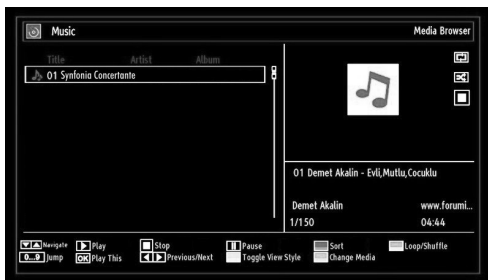 Music
Media Browser
Title Artist Album
01 Synfonia Concertante
01 Demet Akalin - Evli,Mutlu,Cocuklu
Demet Akalin www.forumi...
1/150 04:44
Navigate Play Stop Pause Sort Loop/Shuffle
0...9 Jump OK Play This Previous/Next Toggle View Style Change Media